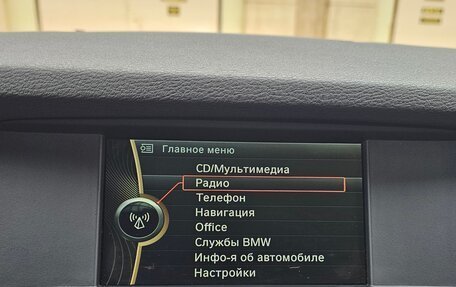 Главное меню
CD/Мультимедиа
Радио
Телефон
Навигация
Office
Службы BMW
Инфо-я об автомобиле
Настройки